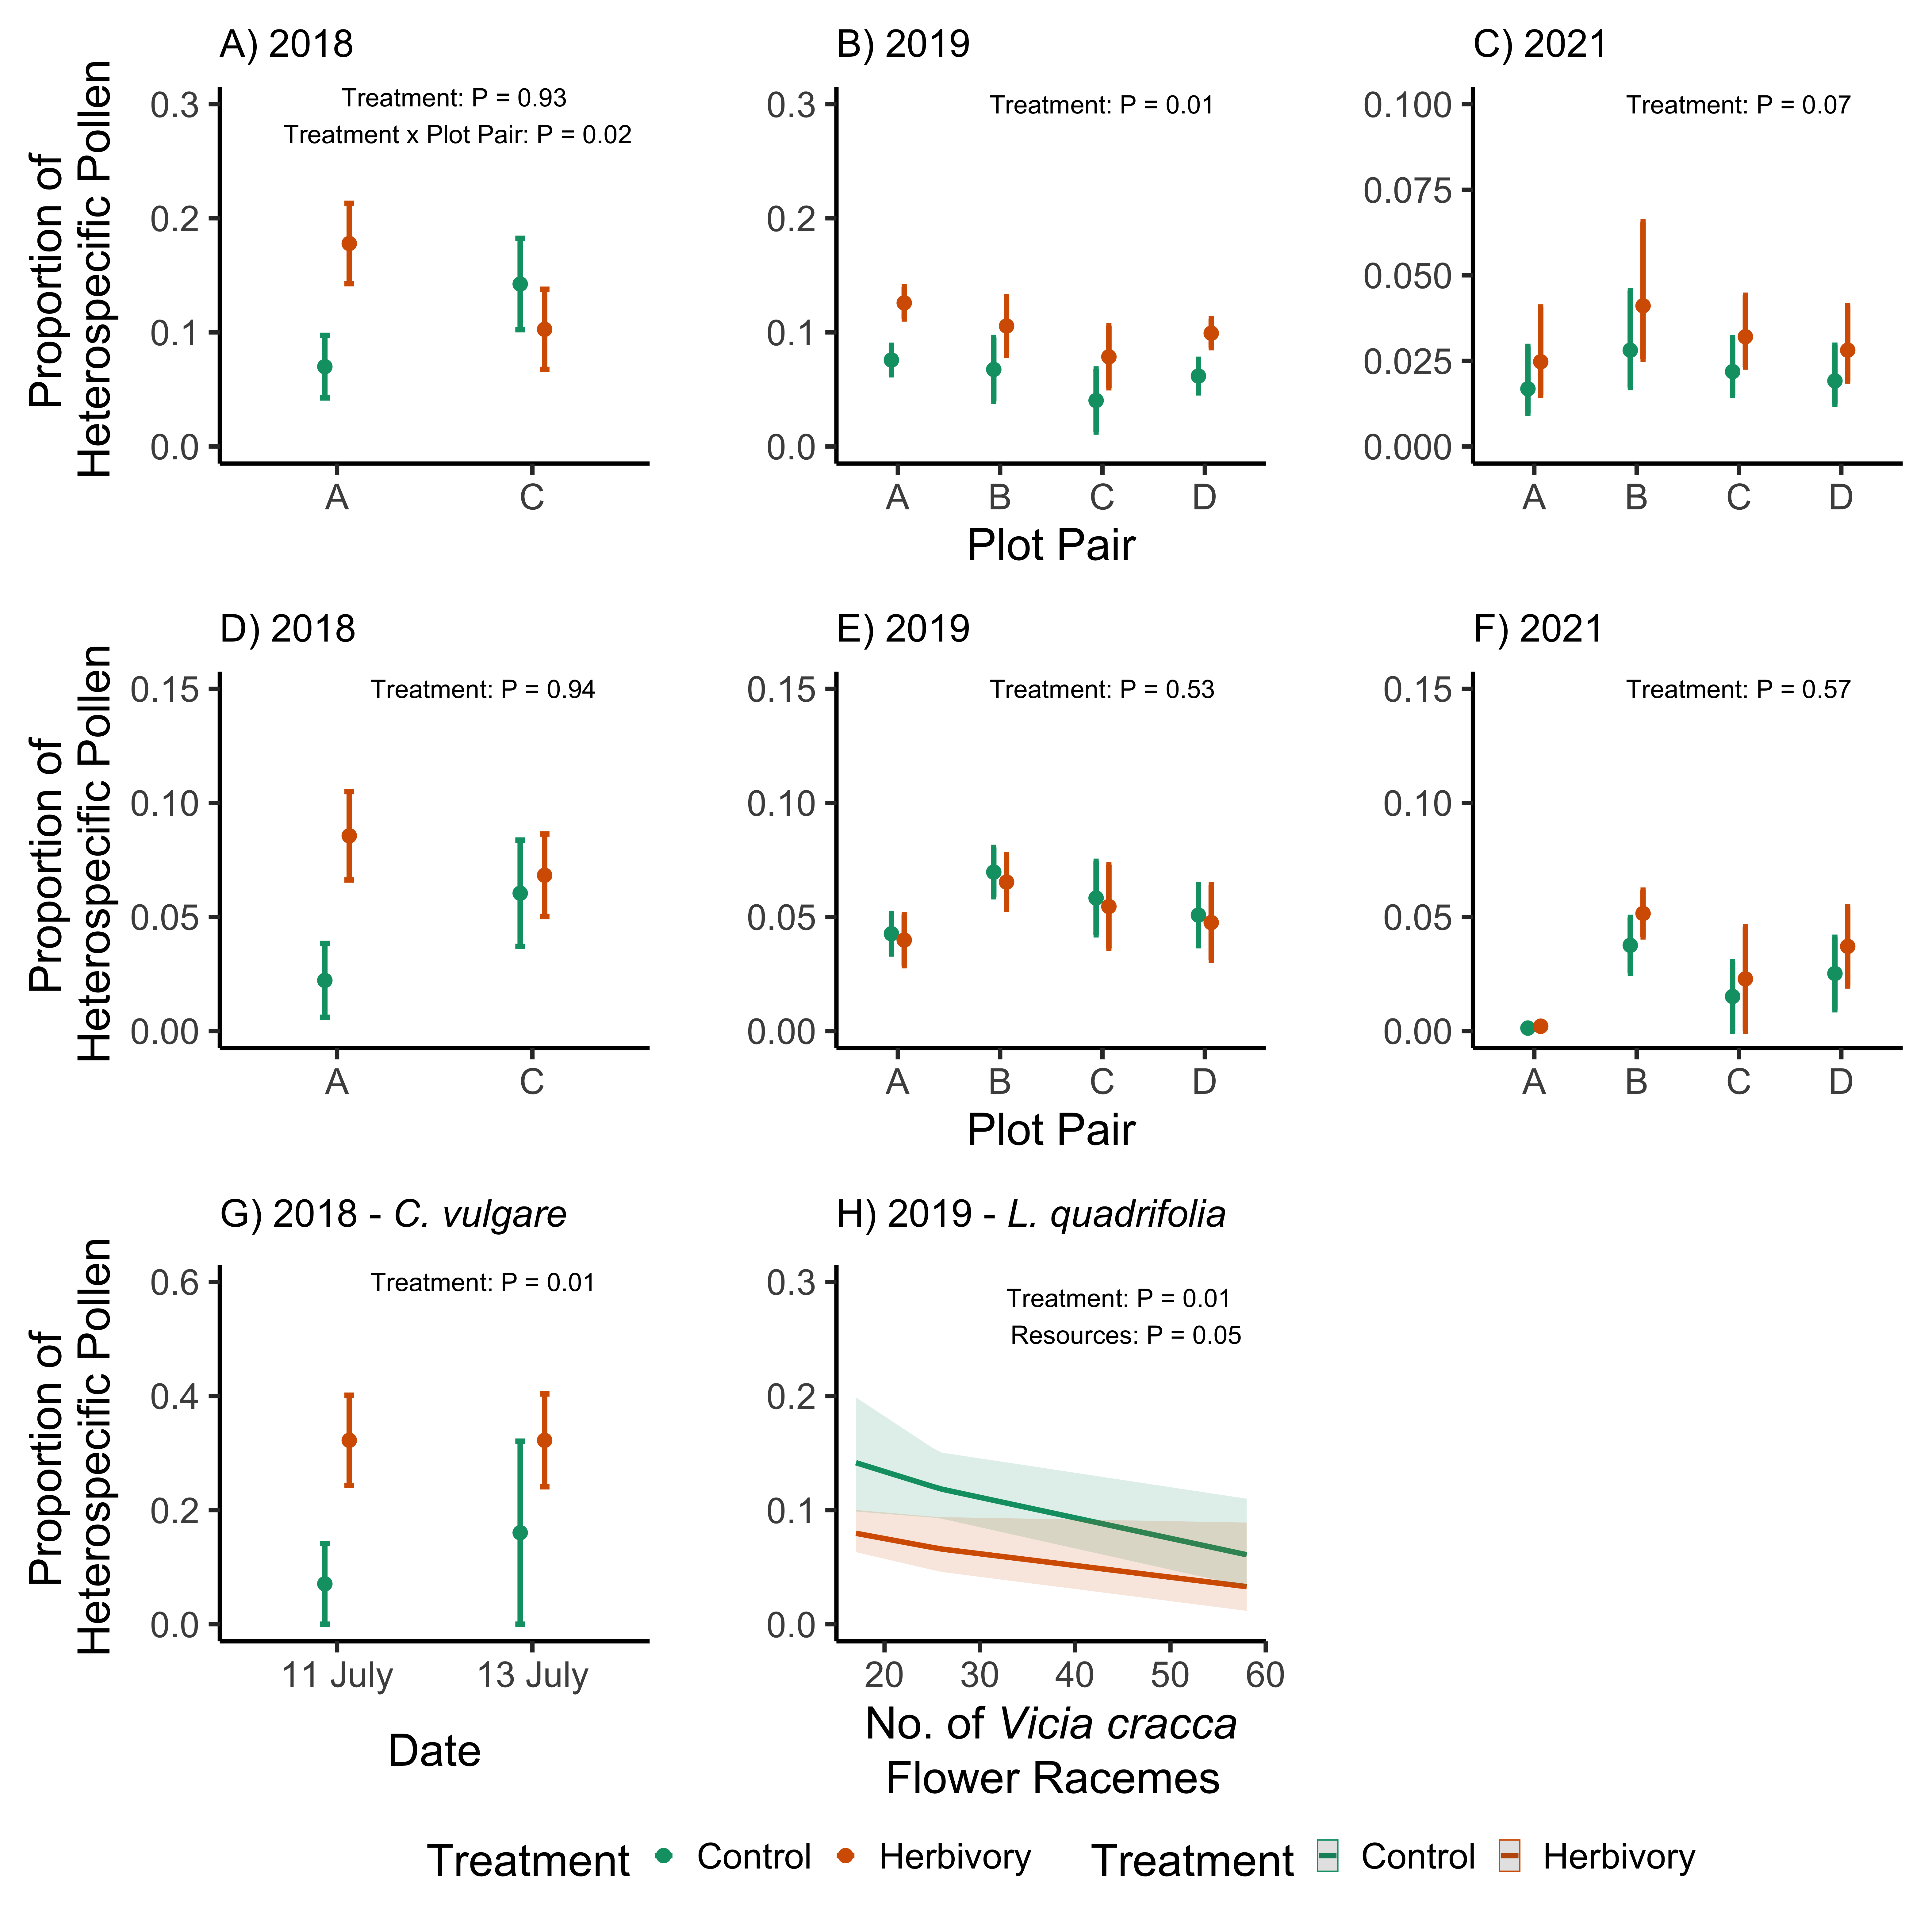 A) 2018
Proportion of
Heterospecific Pollen
0.3
0.2
0.1
0.0
Treatment: P = 0.93
Treatment x Plot Pair: P = 0.02
A
C
B) 2019
0.3
0.2
0.1
0.0
Treatment: P = 0.01
A
B
C
D
Plot Pair
C) 2021
0.100
0.075
0.050
0.025
0.000
Treatment: P = 0.07
A
B
C
D
D) 2018
Proportion of
Heterospecific Pollen
0.15
0.10
0.05
0.00
Treatment: P = 0.94
A
C
E) 2019
0.15
0.10
0.05
0.00
Treatment: P = 0.53
A
B
C
D
Plot Pair
F) 2021
0.15
0.10
0.05
0.00
Treatment: P = 0.57
A
B
C
D
G) 2018 - C. vulgare
Proportion of
Heterospecific Pollen
0.6
0.4
0.2
0.0
Treatment: P = 0.01
11 July
13 July
Date
H) 2019 - L. quadrifolia
0.3
0.2
0.1
0.0
Treatment: P = 0.01
Resources: P = 0.05
20
30
40
50
60
No. of Vicia cracca
Flower Racemes
Treatment Control Herbivory
Treatment Control Herbivory